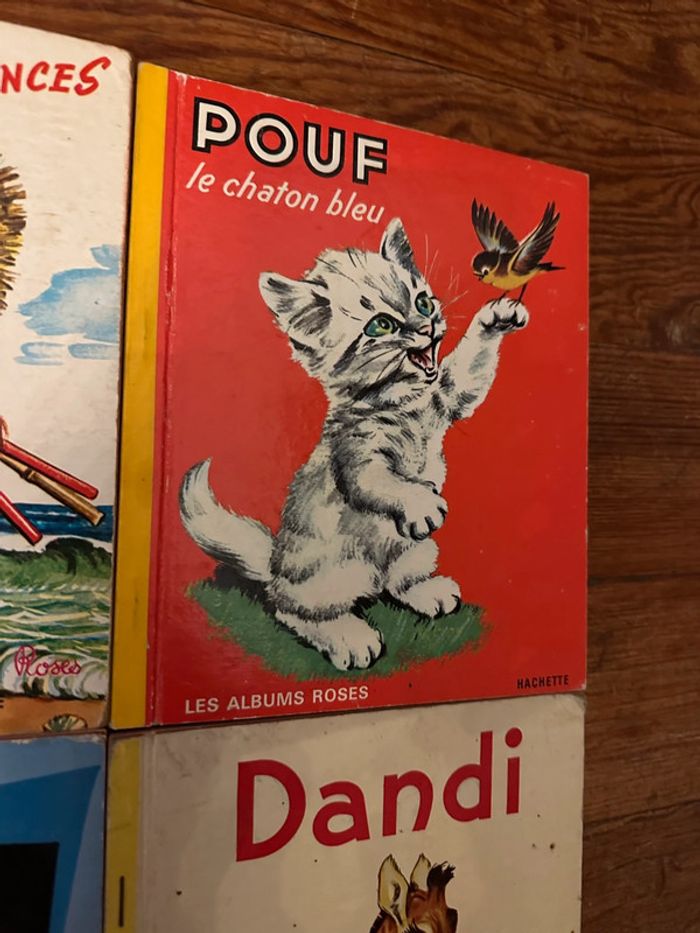 NCES
Roses
POUF
le chaton bleu
LES ALBUMS ROSES
HACHETTE
Dandi